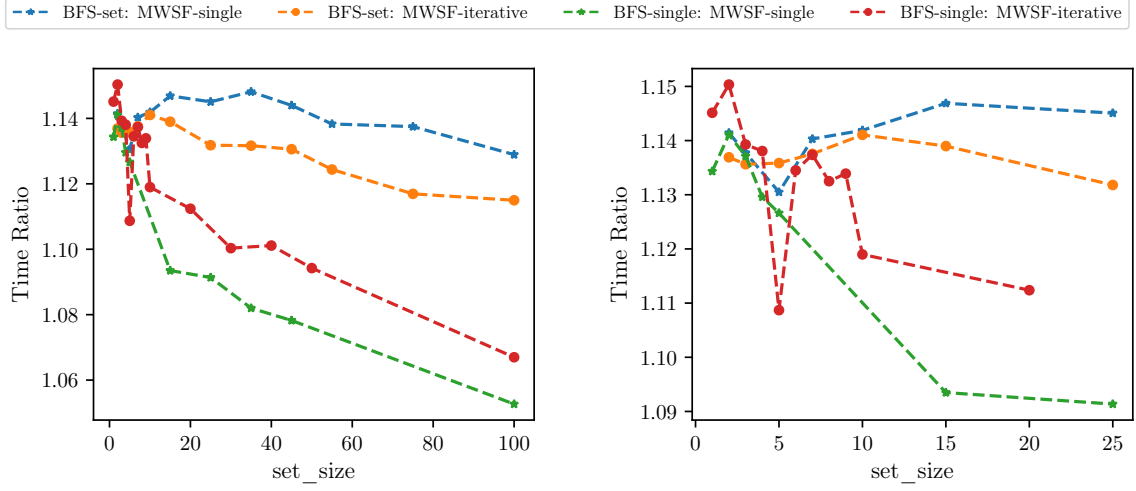 BFS-set: MWSF-single BFS-set: MWSF-iterative BFS-single: MWSF-single BFS-single: MWSF-iterative
Time Ratio
1.14
1.12
1.10
1.08
1.06
0 20 40 60 80 100
set_size
Time Ratio
1.15
1.14
1.13
1.12
1.11
1.10
1.09
5 10 15 20 25
set_size